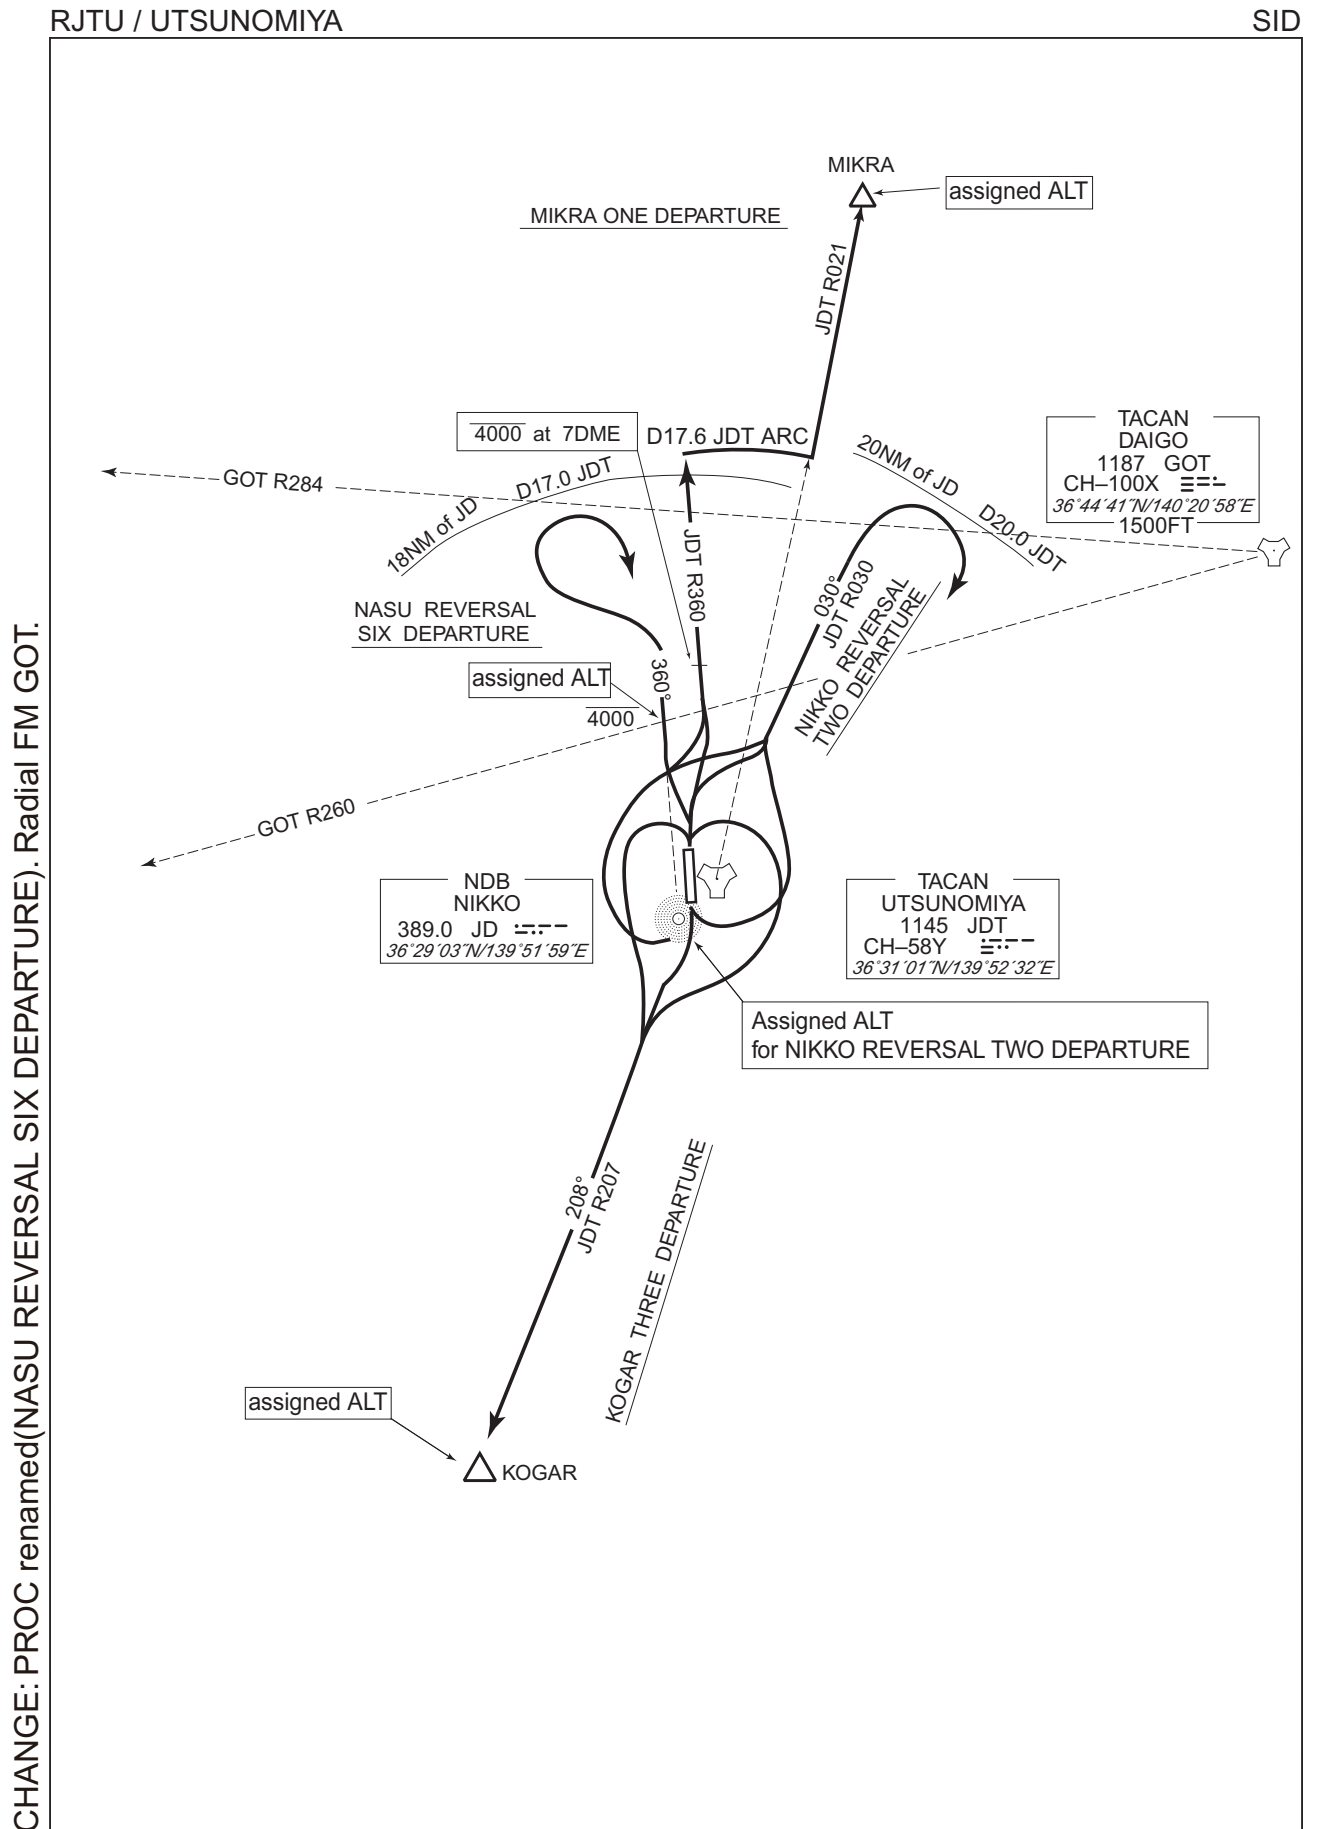 RJTU / UTSUNOMIYA
SID
MIKRA
assigned ALT
MIKRA ONE DEPARTURE
JDT R021
4000 at 7DME
D17.6 JDT ARC
20NM of JD
D20.0 JDT
TACAN
DAIGO
1187 GOT
CH–100X
36°44´41˝N/140°20´58˝E
1500FT
GOT R284
D17.0 JDT
18NM of JD
JDT R360
030°
JDT R030
NIKKO REVERSAL
TWO DEPARTURE
NASU REVERSAL
SIX DEPARTURE
360°
assigned ALT
4000
GOT R260
NDB
NIKKO
389.0 JD
36°29´03˝N/139°51´59˝E
TACAN
UTSUNOMIYA
1145 JDT
CH–58Y
36°31´01˝N/139°52´32˝E
Assigned ALT
for NIKKO REVERSAL TWO DEPARTURE
208°
JDT R207
KOGAR THREE DEPARTURE
assigned ALT
KOGAR
CHANGE: PROC renamed(NASU REVERSAL SIX DEPARTURE). Radial FM GOT.